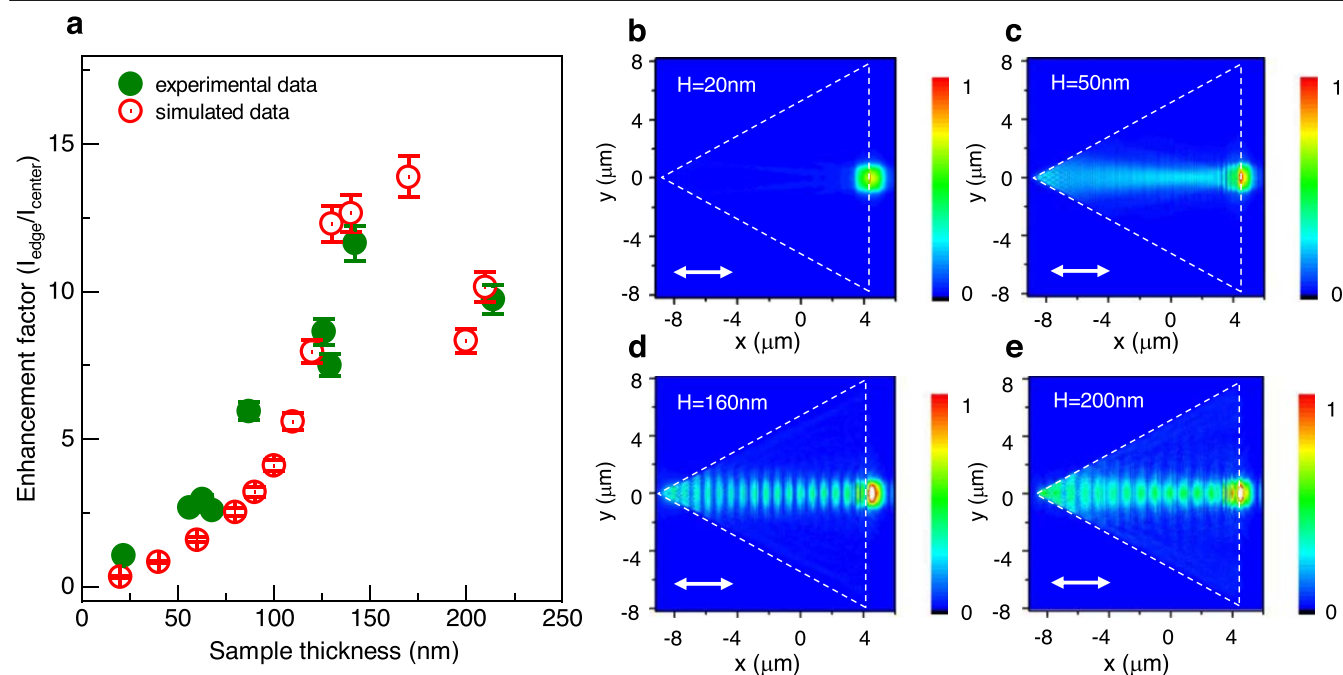 a
Enhancement factor (I_edge/I_center)
15
10
5
0
experimental data
simulated data
0 50 100 150 200 250
Sample thickness (nm)
b
H=20nm
y (μm)
8
4
0
-4
-8
-8 -4 0 4
x (μm)
1
0
c
H=50nm
y (μm)
8
4
0
-4
-8
-8 -4 0 4
x (μm)
1
0
d
H=160nm
y (μm)
8
4
0
-4
-8
-8 -4 0 4
x (μm)
1
0
e
H=200nm
y (μm)
8
4
0
-4
-8
-8 -4 0 4
x (μm)
1
0